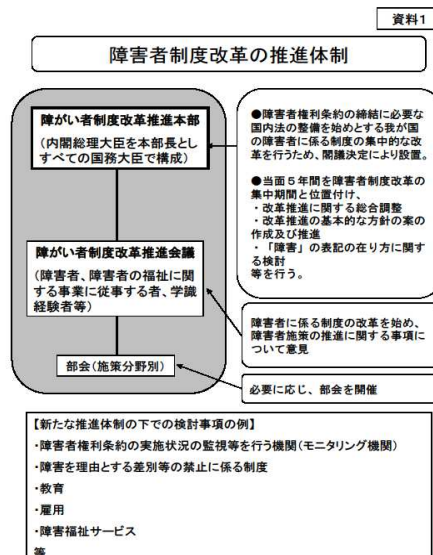 資料1
障害者制度改革の推進体制
障がい者制度改革推進本部
(内閣総理大臣を本部長とし
すべての国務大臣で構成)
●障害者権利条約の締結に必要な
国内法の整備を始めとする我が国
の障害者に係る制度の集中的な改
革を行うため、閣議決定により設置。
●当面5年間を障害者制度改革の
集中期間と位置付け、
・改革推進に関する総合調整
・改革推進の基本的な方針の案の
作成及び推進
・「障害」の表記の在り方に関す
る検討
等を行う。
障がい者制度改革推進会議
(障害者、障害者の福祉に関
する事業に従事する者、学識
経験者等)
障害者に係る制度の改革を始め、
障害者施策の推進に関する事項に
ついて意見
部会(施策分野別)
必要に応じ、部会を開催
【新たな推進体制の下での検討事項の例】
・障害者権利条約の実施状況の監視等を行う機関(モニタリング機関)
・障害を理由とする差別等の禁止に係る制度
・教育
・雇用
・障害福祉サービス
等